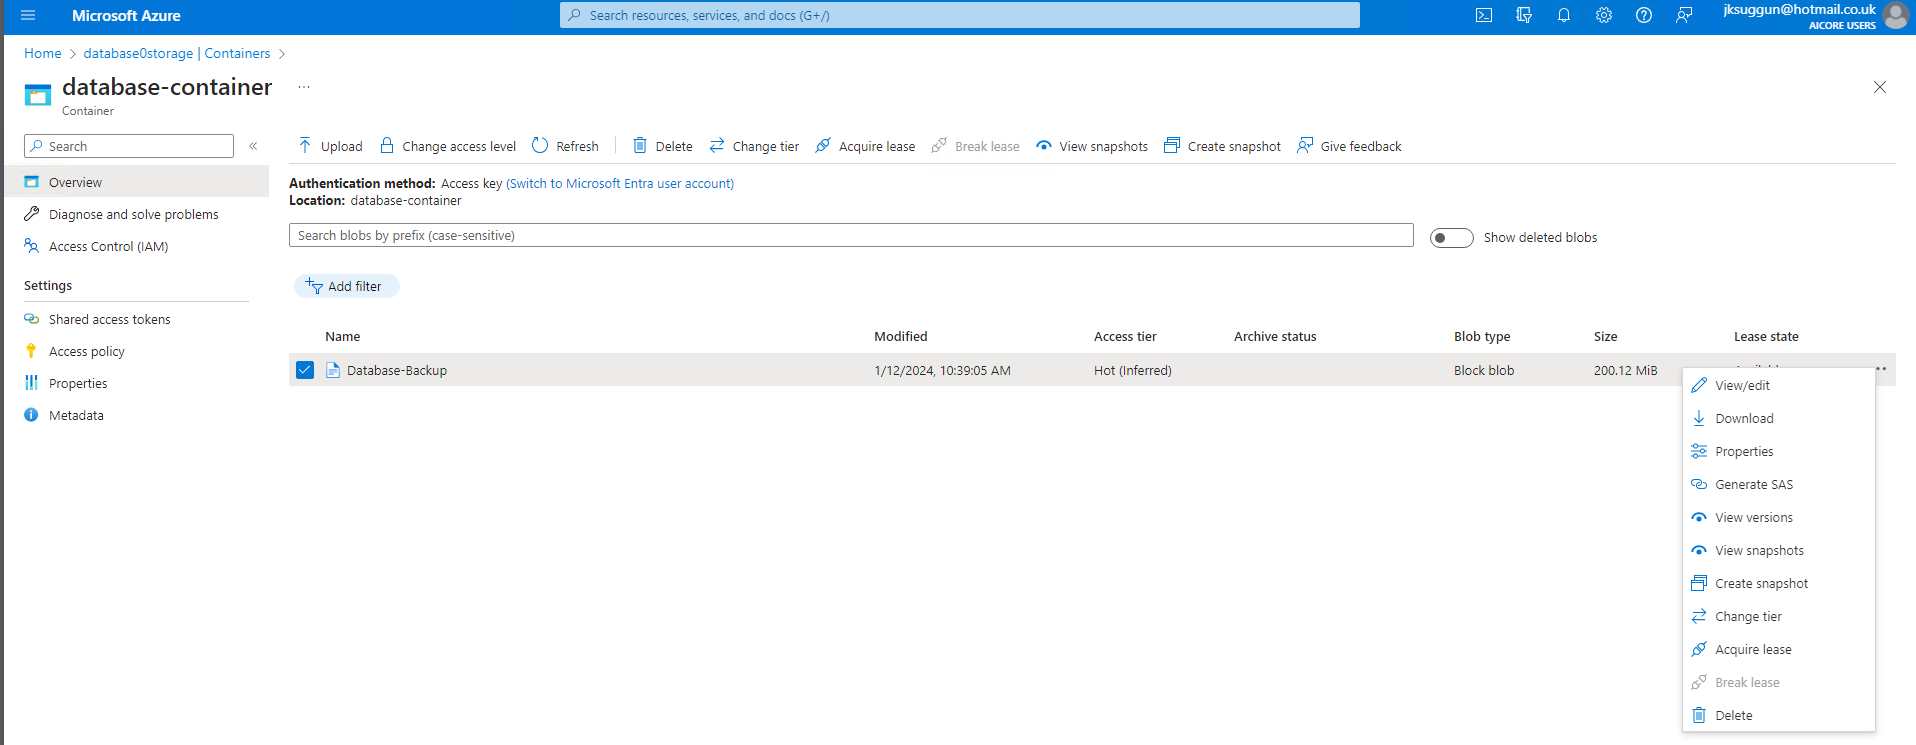 Microsoft Azure
Search resources, services, and docs (G+/)
jksuggun@hotmail.co.uk
AICORE USERS
Home > database0storage | Containers >
database-container ...
Container
Search
«
Overview
Diagnose and solve problems
Access Control (IAM)
Settings
Shared access tokens
Access policy
Properties
Metadata
Upload Change access level Refresh Delete Change tier Acquire lease Break lease View snapshots Create snapshot Give feedback
Authentication method: Access key (Switch to Microsoft Entra user account)
Location: database-container
Search blobs by prefix (case-sensitive)
Show deleted blobs
Add filter
Name Modified Access tier Archive status Blob type Size Lease state
Database-Backup 1/12/2024, 10:39:05 AM Hot (Inferred) Block blob 200.12 MiB
View/edit
Download
Properties
Generate SAS
View versions
View snapshots
Create snapshot
Change tier
Acquire lease
Break lease
Delete